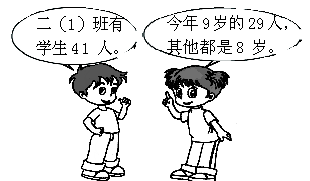 二（1）班有
学生41人。
今年9岁的29人，
其他都是8 岁。